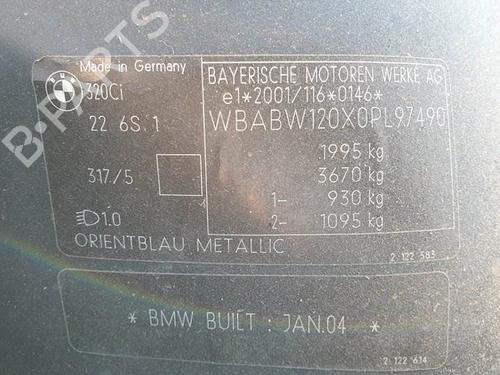 B-PARTS
Made in Germany
BMW
320Ci
22 6S 1
317/5
1.0
ORIENTBLAU METALLIC
BAYERISCHE MOTOREN WERKE AG
e1*2001/116*0146*
WBABW120X0PL97490
1995 kg
3670 kg
1- 930 kg
2- 1095 kg
2 122 583
* BMW BUILT : JAN.04 *
2 122 614